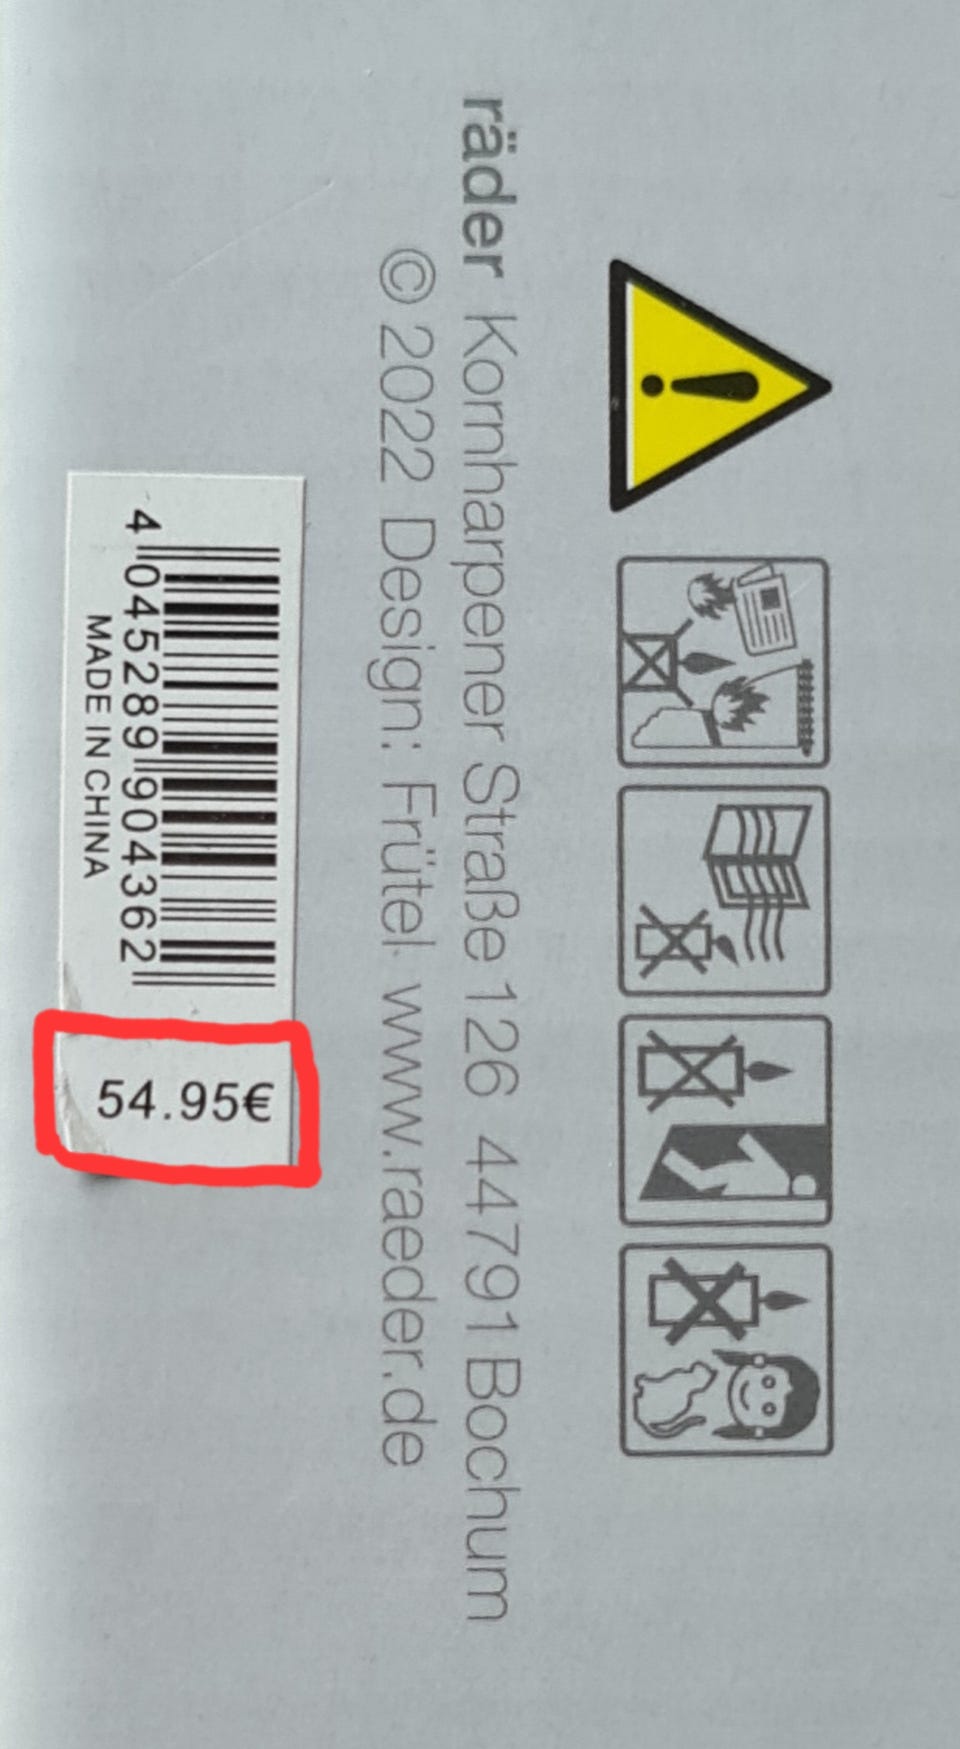 räder Kornharpener Straße 126 44791 Bochum
© 2022 Design: Frütel· www.raeder.de
4 045289 904362
MADE IN CHINA
54.95€